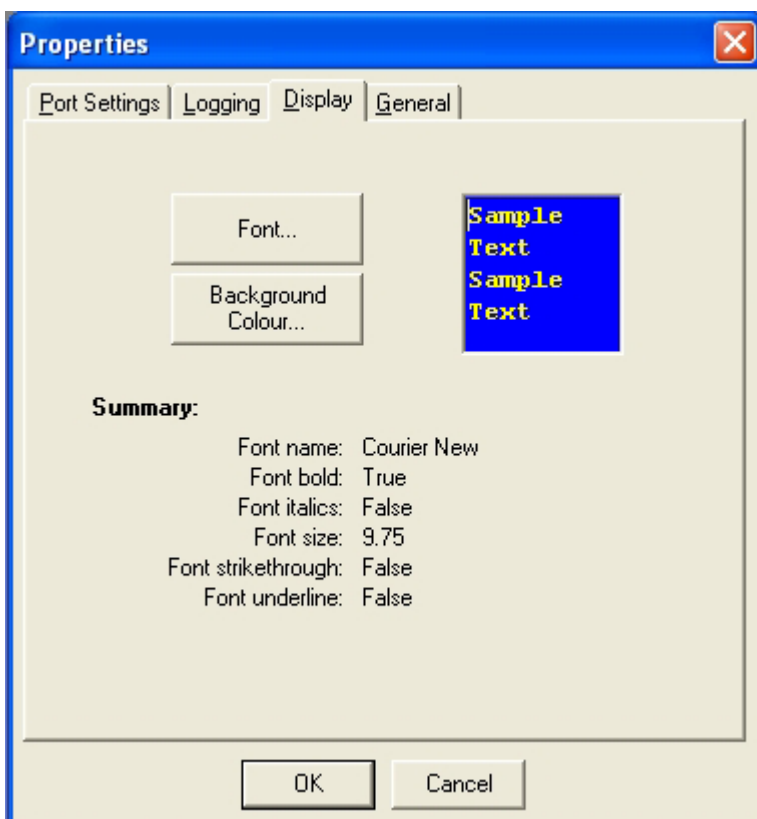 Properties
Port Settings Logging Display General
Font...
Background
Colour...
Sample
Text
Sample
Text
Summary:
Font name: Courier New
Font bold: True
Font italics: False
Font size: 9.75
Font strikethrough: False
Font underline: False
OK Cancel